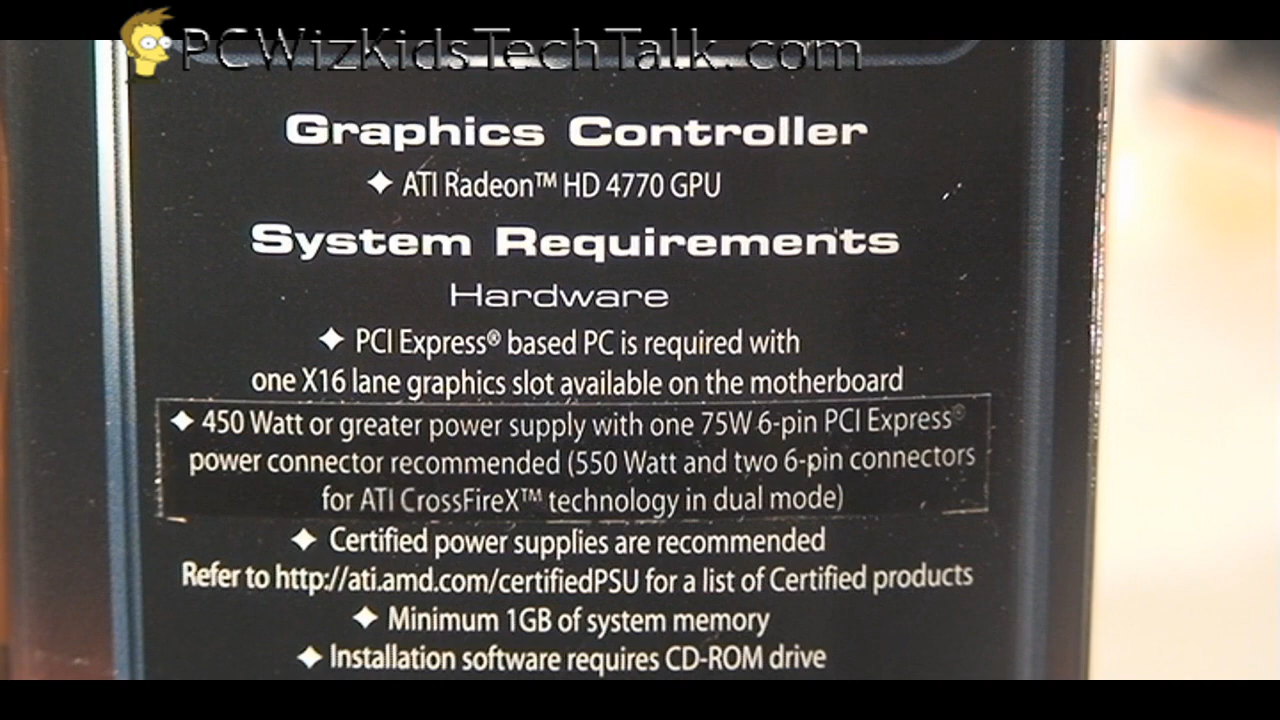 PCWizKidsTechTalk.com
Graphics Controller
✦ ATI Radeon™ HD 4770 GPU
System Requirements
Hardware
✦ PCI Express® based PC is required with
one X16 lane graphics slot available on the motherboard
✦ 450 Watt or greater power supply with one 75W 6-pin PCI Express®
power connector recommended (550 Watt and two 6-pin connectors
for ATI CrossFireX™ technology in dual mode)
✦ Certified power supplies are recommended
Refer to http://ati.amd.com/certifiedPSU for a list of Certified products
✦ Minimum 1GB of system memory
✦ Installation software requires CD-ROM drive